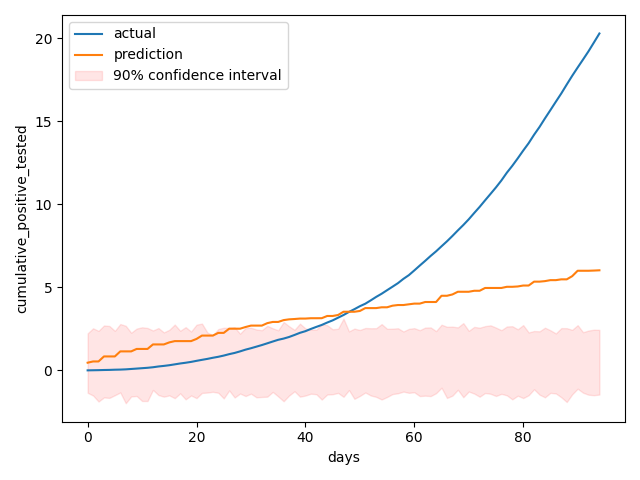 actual
prediction
90% confidence interval
20
15
10
5
0
cumulative_positive_tested
0 20 40 60 80
days